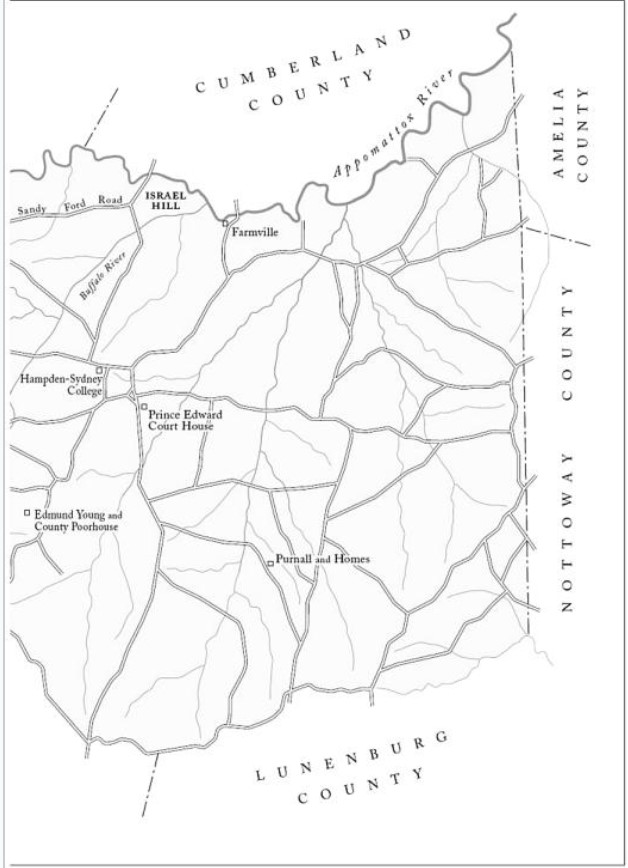 CUMBERLAND
COUNTY
Appomattox River
AMELIA
COUNTY
Sandy Ford Road
ISRAEL
HILL
Farmville
Buffalo River
Hampden-Sydney
College
Prince Edward
Court House
Edmund Young and
County Poorhouse
Purnall and Homes
NOTTOWAY COUNTY
LUNENBURG
COUNTY